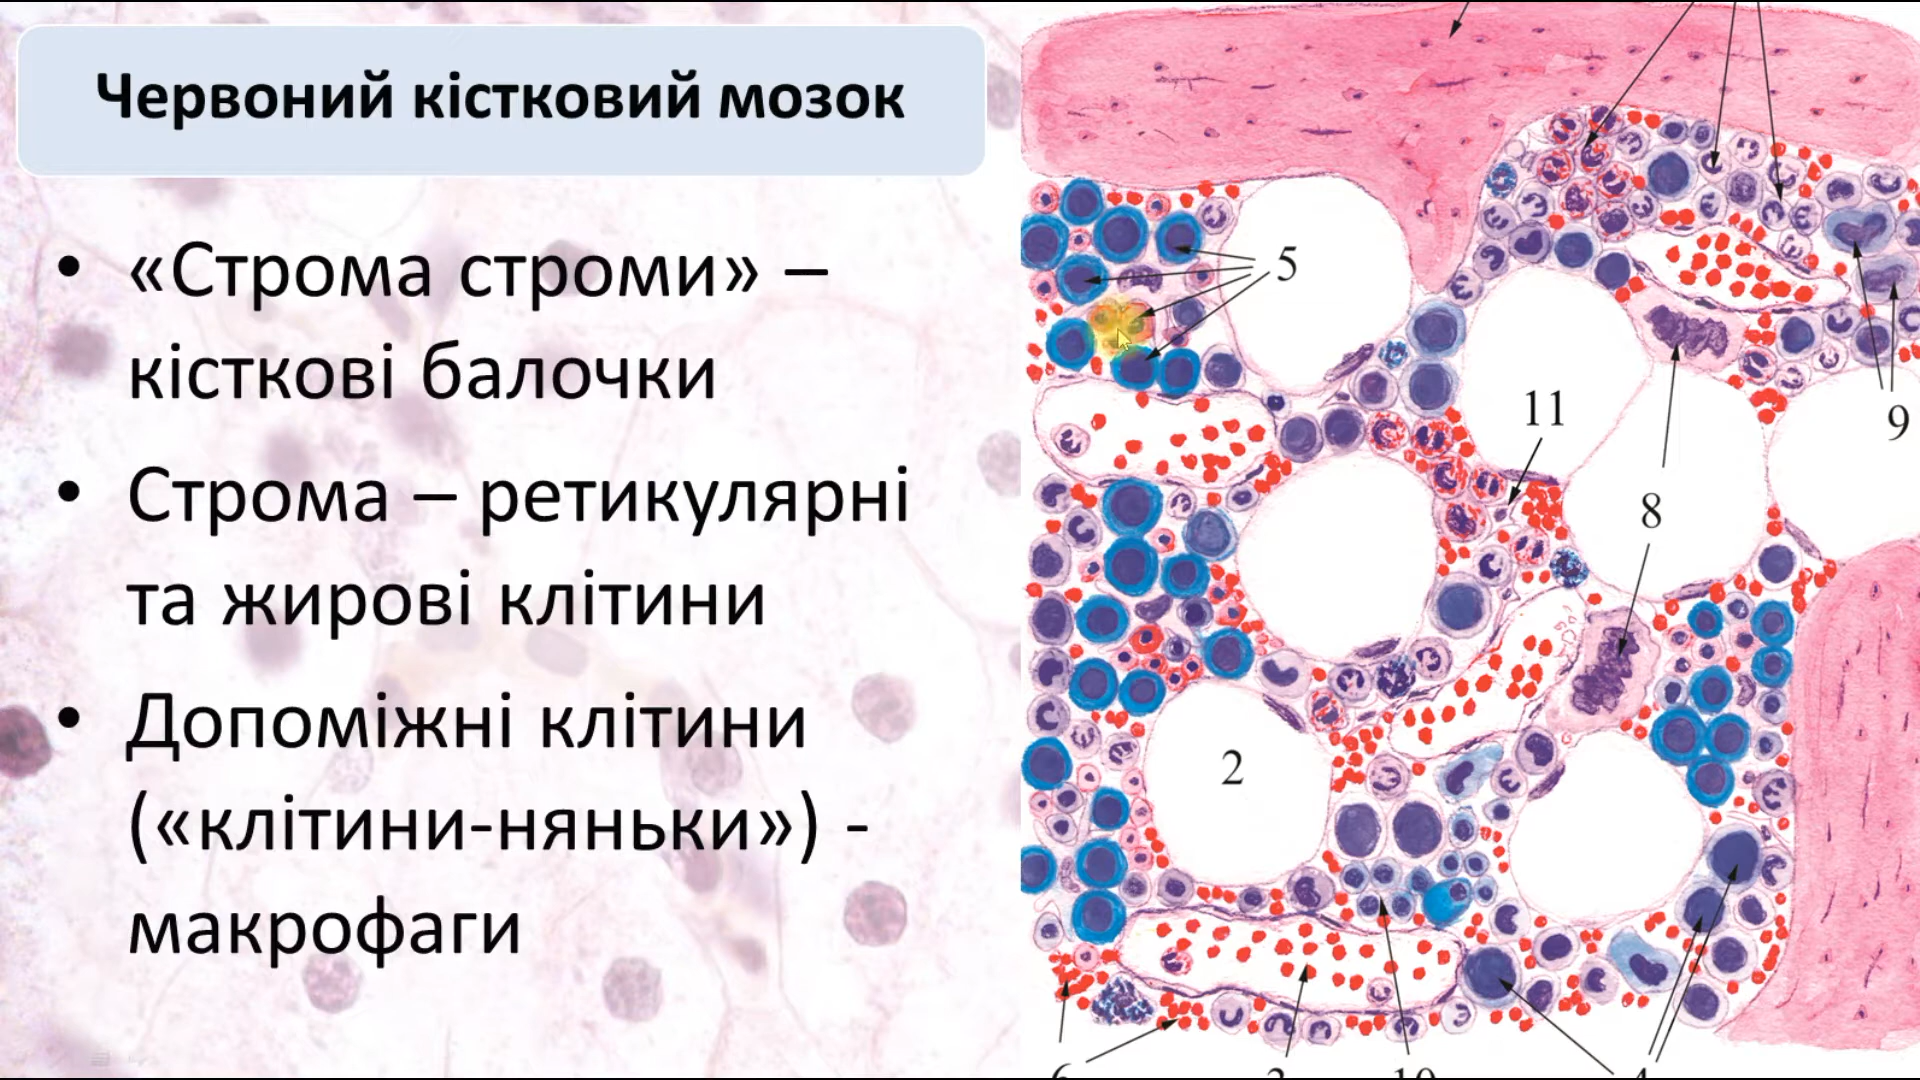 Червоний кістковий мозок
• «Строма строми» –
кісткові балочки
• Строма – ретикулярні
та жирові клітини
• Допоміжні клітини
(«клітини-няньки») -
макрофаги
5
11
9
8
2